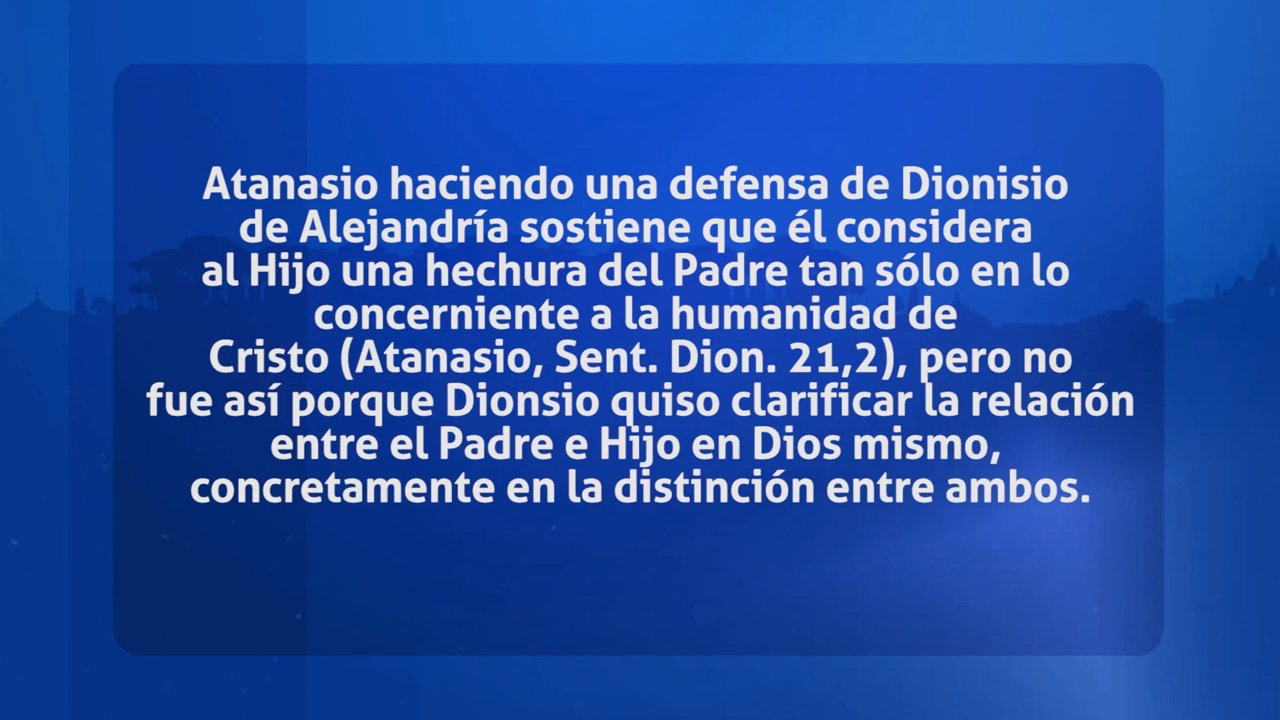 Atanasio haciendo una defensa de Dionisio
de Alejandría sostiene que él considera
al Hijo una hechura del Padre tan sólo en lo
concerniente a la humanidad de
Cristo (Atanasio, Sent. Dion. 21,2), pero no
fue así porque Dionsio quiso clarificar la relación
entre el Padre e Hijo en Dios mismo,
concretamente en la distinción entre ambos.